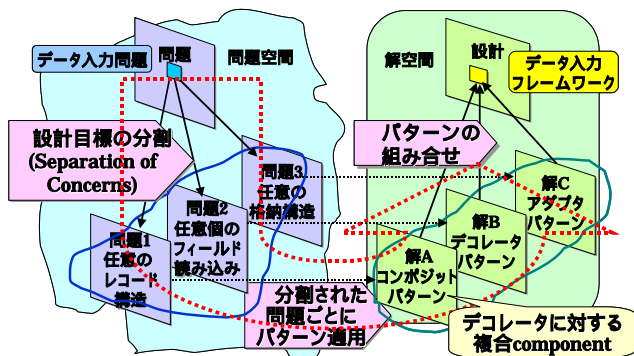 データ入力問題
問題
問題空間
解空間
設計
データ入力
フレームワーク
設計目標の分割
(Separation of
Concerns)
パターンの
組み合せ
問題3
任意の
格納構造
問題2
任意個の
フィールド
読み込み
問題1
任意の
レコード
構造
解C
アダプタ
パターン
解B
デコレータ
パターン
解A
コンポジット
パターン
分割された
問題ごとに
パターン適用
デコレータに対する
複合component